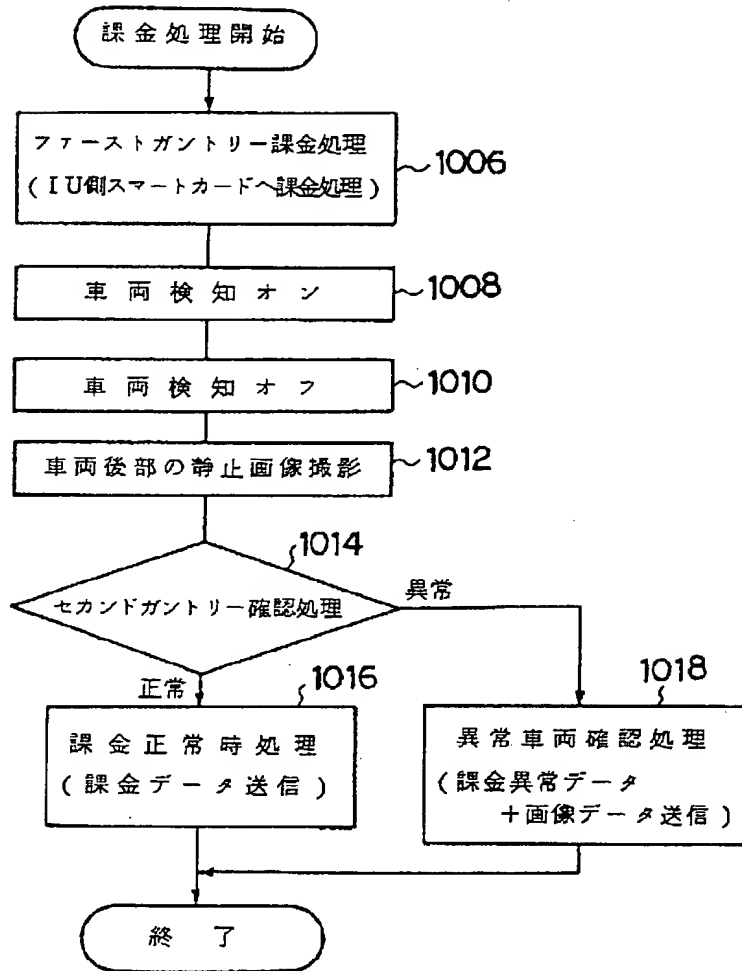 課金処理開始
ファーストガントリー課金処理
(IU側スマートカードへ課金処理)
1006
車両検知オン
1008
車両検知オフ
1010
車両後部の静止画像撮影
1012
1014
セカンドガントリー確認処理
異常
正常
1016
課金正常時処理
(課金データ送信)
1018
異常車両確認処理
(課金異常データ
+画像データ送信)
終了